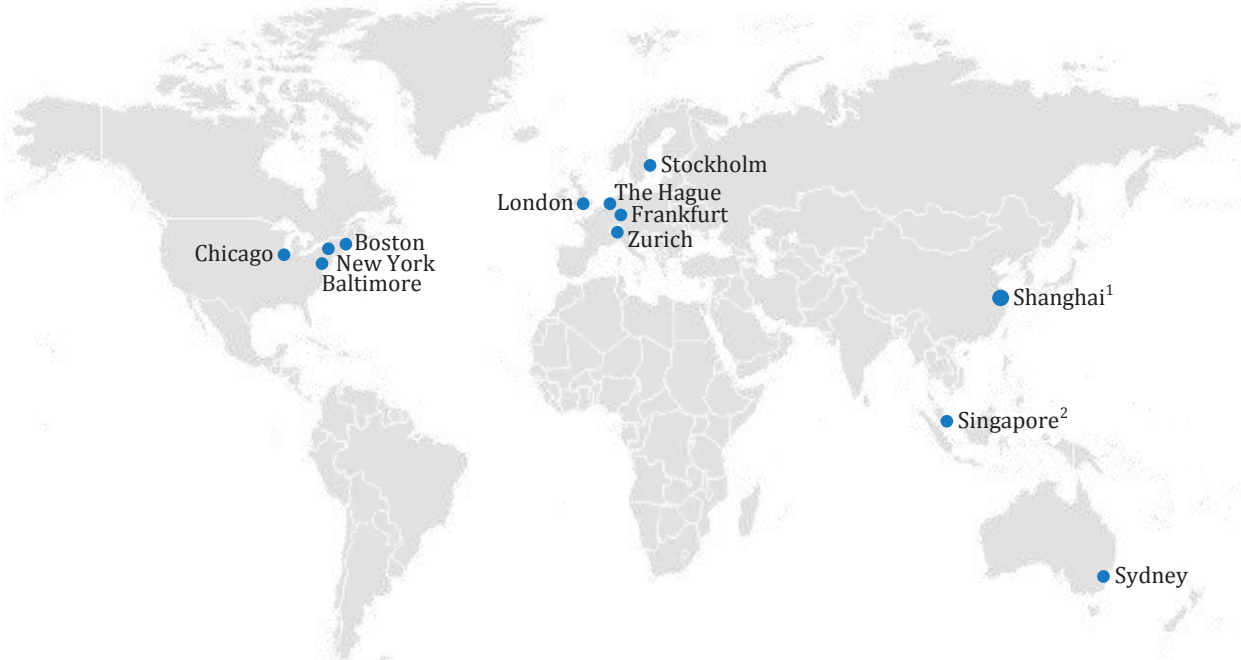 Stockholm
The Hague
London
Frankfurt
Zurich
Boston
Chicago
New York
Baltimore
Shanghai¹
Singapore²
Sydney